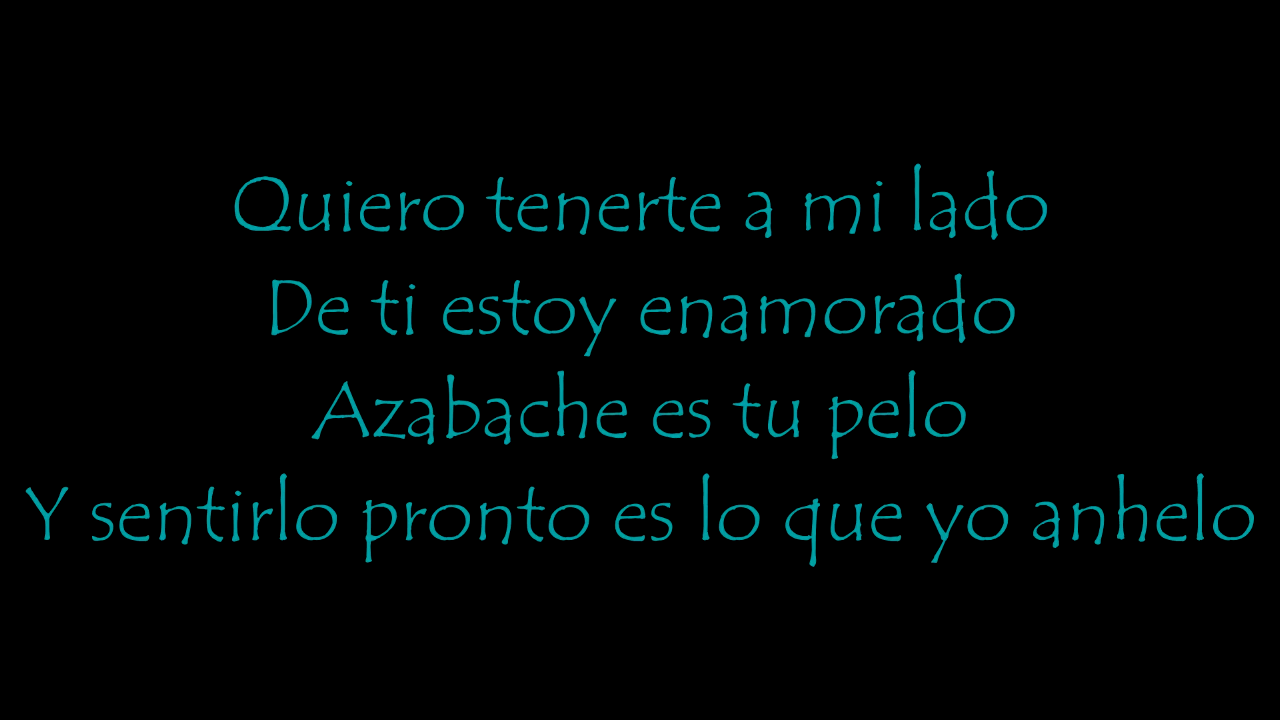 Quiero tenerte a mi lado
De ti estoy enamorado
Azabache es tu pelo
Y sentirlo pronto es lo que yo anhelo